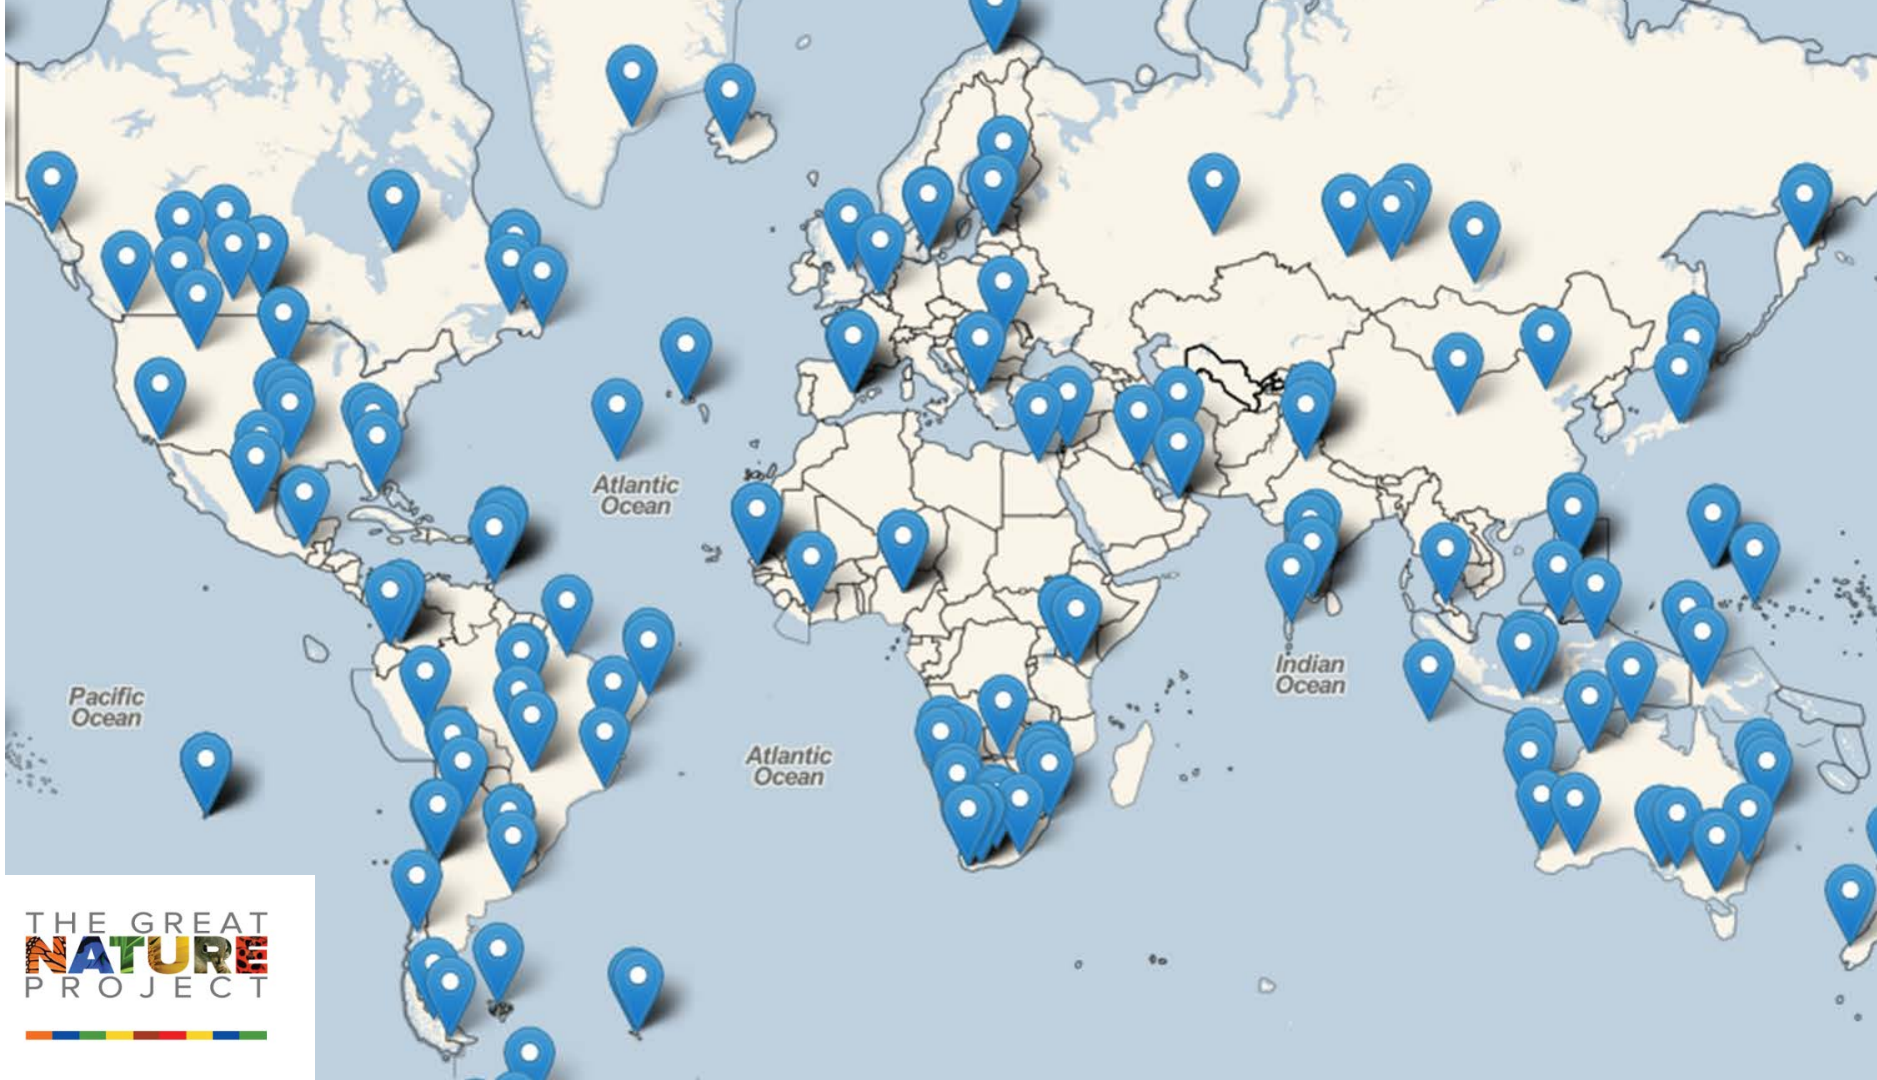 Atlantic
Ocean
Pacific
Ocean
Indian
Ocean
Atlantic
Ocean
THE GREAT
NATURE
PROJECT